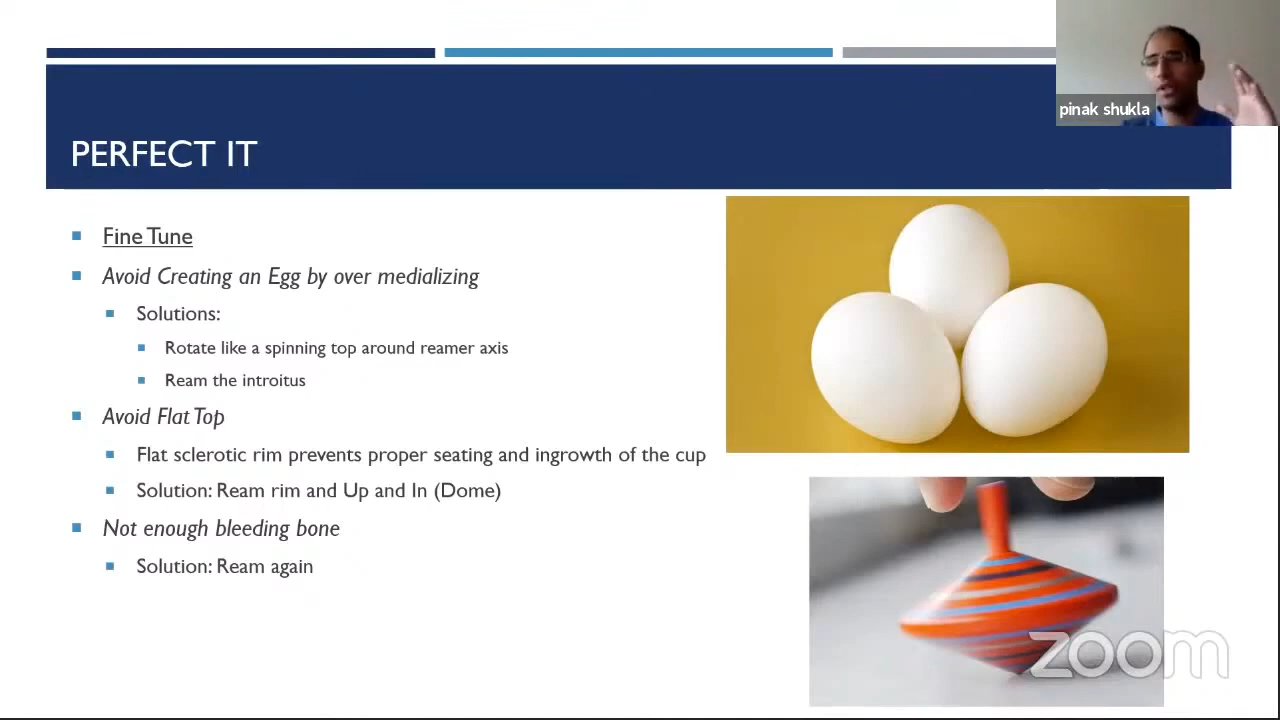 pinak shukla
PERFECT IT
Fine Tune
Avoid Creating an Egg by over medializing
Solutions:
Rotate like a spinning top around reamer axis
Ream the introitus
Avoid Flat Top
Flat sclerotic rim prevents proper seating and ingrowth of the cup
Solution: Ream rim and Up and In (Dome)
Not enough bleeding bone
Solution: Ream again
zoom